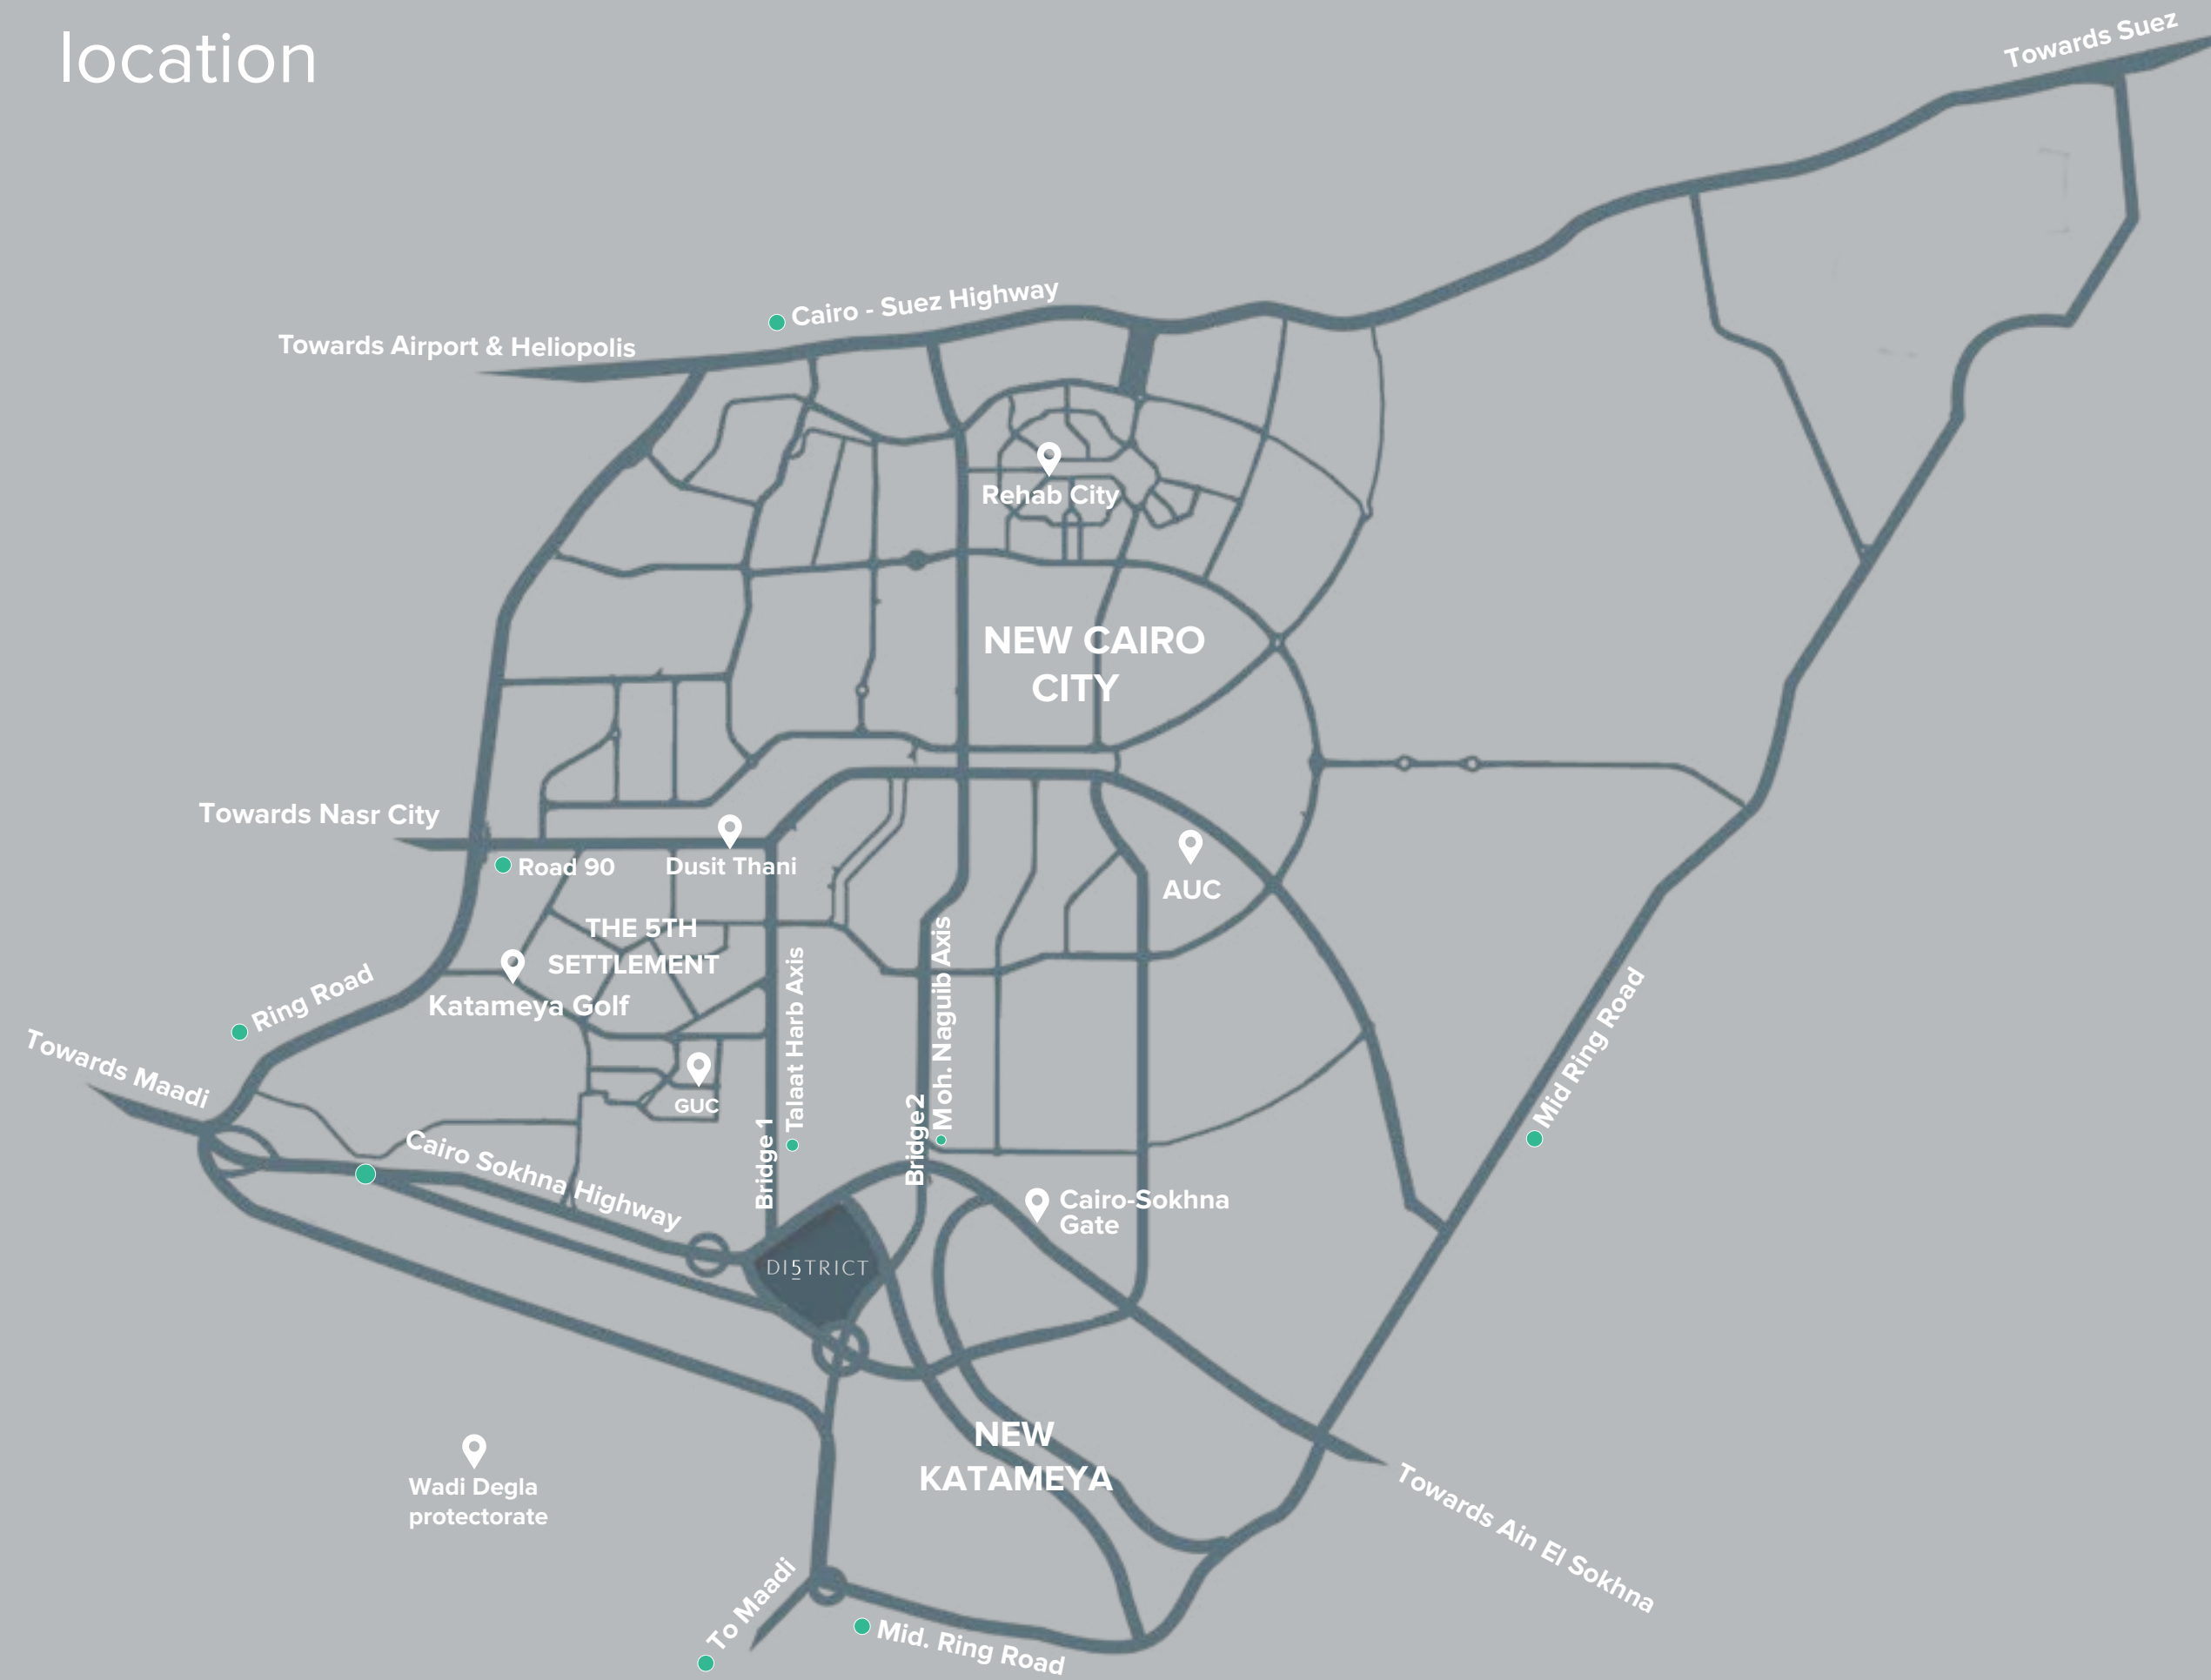 location
Towards Suez
Cairo - Suez Highway
Towards Airport & Heliopolis
Rehab City
NEW CAIRO
CITY
Towards Nasr City
Road 90
Dusit Thani
AUC
THE 5TH
SETTLEMENT
Katameya Golf
Ring Road
Towards Maadi
GUC
Talaat Harb Axis
Bridge 1
Moh. Naguib Axis
Bridge 2
Mid Ring Road
Cairo Sokhna Highway
Cairo-Sokhna
Gate
DI5TRICT
NEW
KATAMEYA
Wadi Degla
protectorate
Towards Ain El Sokhna
To Maadi
Mid. Ring Road